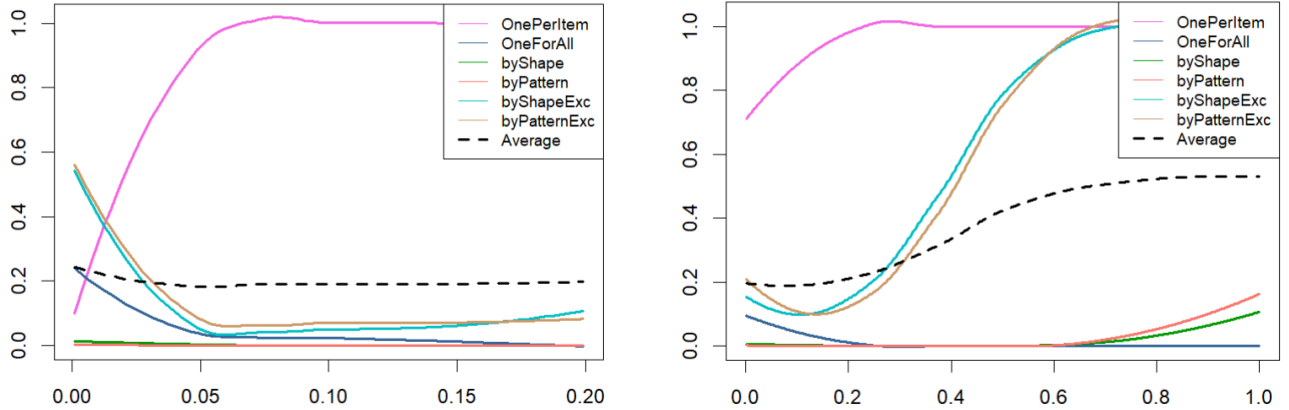 OnePerItem
OneForAll
byShape
byPattern
byShapeExc
byPatternExc
Average
1.0
0.8
0.6
0.4
0.2
0.0
0.00 0.05 0.10 0.15 0.20
OnePerItem
OneForAll
byShape
byPattern
byShapeExc
byPatternExc
Average
1.0
0.8
0.6
0.4
0.2
0.0
0.0 0.2 0.4 0.6 0.8 1.0